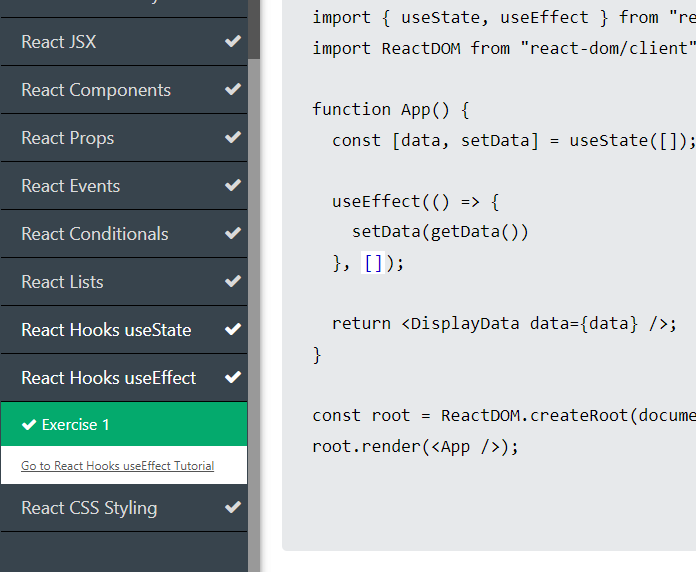 React JSX
React Components
React Props
React Events
React Conditionals
React Lists
React Hooks useState
React Hooks useEffect
Exercise 1
Go to React Hooks useEffect Tutorial
React CSS Styling
import { useState, useEffect } from "re
import ReactDOM from "react-dom/client"
function App() {
const [data, setData] = useState([]);
useEffect(() => {
setData(getData())
}, []);
return <DisplayData data={data} />;
}
const root = ReactDOM.createRoot(docume
root.render(<App />);